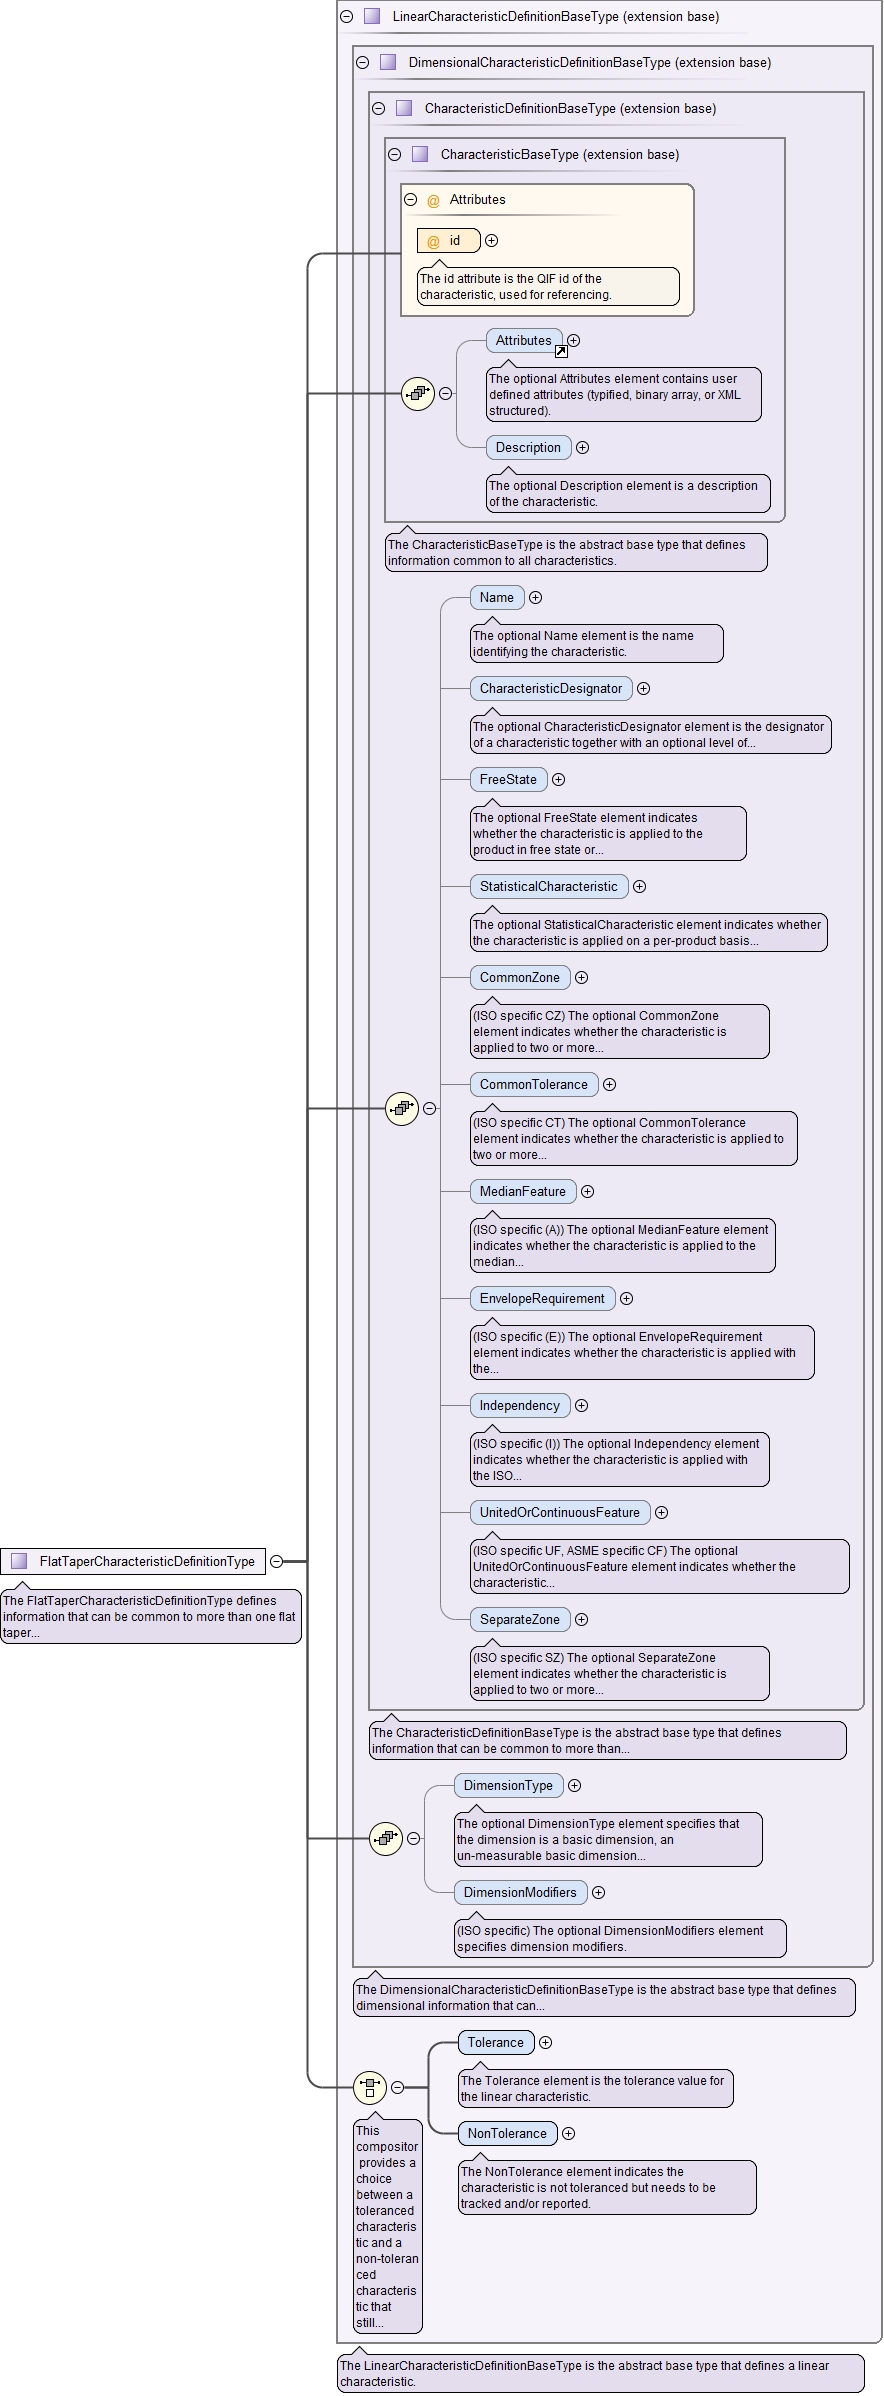 LinearCharacteristicDefinitionBaseType (extension base)
DimensionalCharacteristicDefinitionBaseType (extension base)
CharacteristicDefinitionBaseType (extension base)
CharacteristicBaseType (extension base)
@ Attributes
@ id
The id attribute is the QIF id of the
characteristic, used for referencing.
Attributes
The optional Attributes element contains user
defined attributes (typified, binary array, or XML
structured).
Description
The optional Description element is a description
of the characteristic.
The CharacteristicBaseType is the abstract base type that defines
information common to all characteristics.
Name
The optional Name element is the name
identifying the characteristic.
CharacteristicDesignator
The optional CharacteristicDesignator element is the designator
of a characteristic together with an optional level of...
FreeState
The optional FreeState element indicates
whether the characteristic is applied to the
product in free state or...
StatisticalCharacteristic
The optional StatisticalCharacteristic element indicates whether
the characteristic is applied on a per-product basis...
CommonZone
(ISO specific CZ) The optional CommonZone
element indicates whether the characteristic is
applied to two or more...
CommonTolerance
(ISO specific CT) The optional CommonTolerance
element indicates whether the characteristic is applied to
two or more...
MedianFeature
(ISO specific (A)) The optional MedianFeature element
indicates whether the characteristic is applied to the
median...
EnvelopeRequirement
(ISO specific (E)) The optional EnvelopeRequirement
element indicates whether the characteristic is applied with
the...
Independency
(ISO specific (I)) The optional Independency element
indicates whether the characteristic is applied with
the ISO...
UnitedOrContinuousFeature
(ISO specific UF, ASME specific CF) The optional
UnitedOrContinuousFeature element indicates whether the
characteristic...
FlatTaperCharacteristicDefinitionType
The FlatTaperCharacteristicDefinitionType defines
information that can be common to more than one flat
taper...
SeparateZone
(ISO specific SZ) The optional SeparateZone
element indicates whether the characteristic is
applied to two or more...
The CharacteristicDefinitionBaseType is the abstract base type that defines
information that can be common to more than...
DimensionType
The optional DimensionType element specifies that
the dimension is a basic dimension, an
un-measurable basic dimension...
DimensionModifiers
(ISO specific) The optional DimensionModifiers element
specifies dimension modifiers.
The DimensionalCharacteristicDefinitionBaseType is the abstract base type that defines
dimensional information that can...
Tolerance
The Tolerance element is the tolerance value for
the linear characteristic.
NonTolerance
The NonTolerance element indicates the
characteristic is not toleranced but needs to be
tracked and/or reported.
This
compositor
provides a
choice
between a
toleranced
characteris
tic and a
non-toleran
ced
characteris
tic that
still...
The LinearCharacteristicDefinitionBaseType is the abstract base type that defines a linear
characteristic.